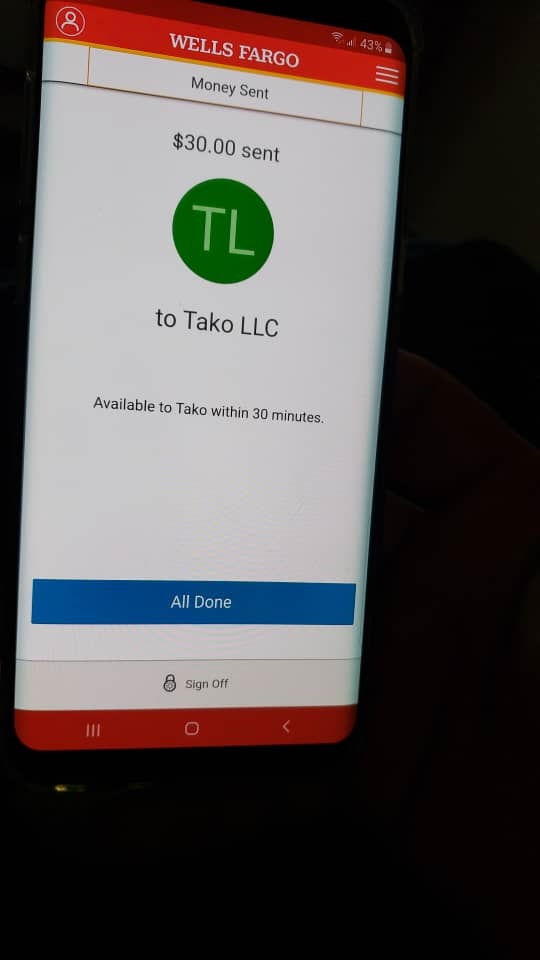 43%
WELLS FARGO
Money Sent
$30.00 sent
TL
to Tako LLC
Available to Tako within 30 minutes.
All Done
Sign Off